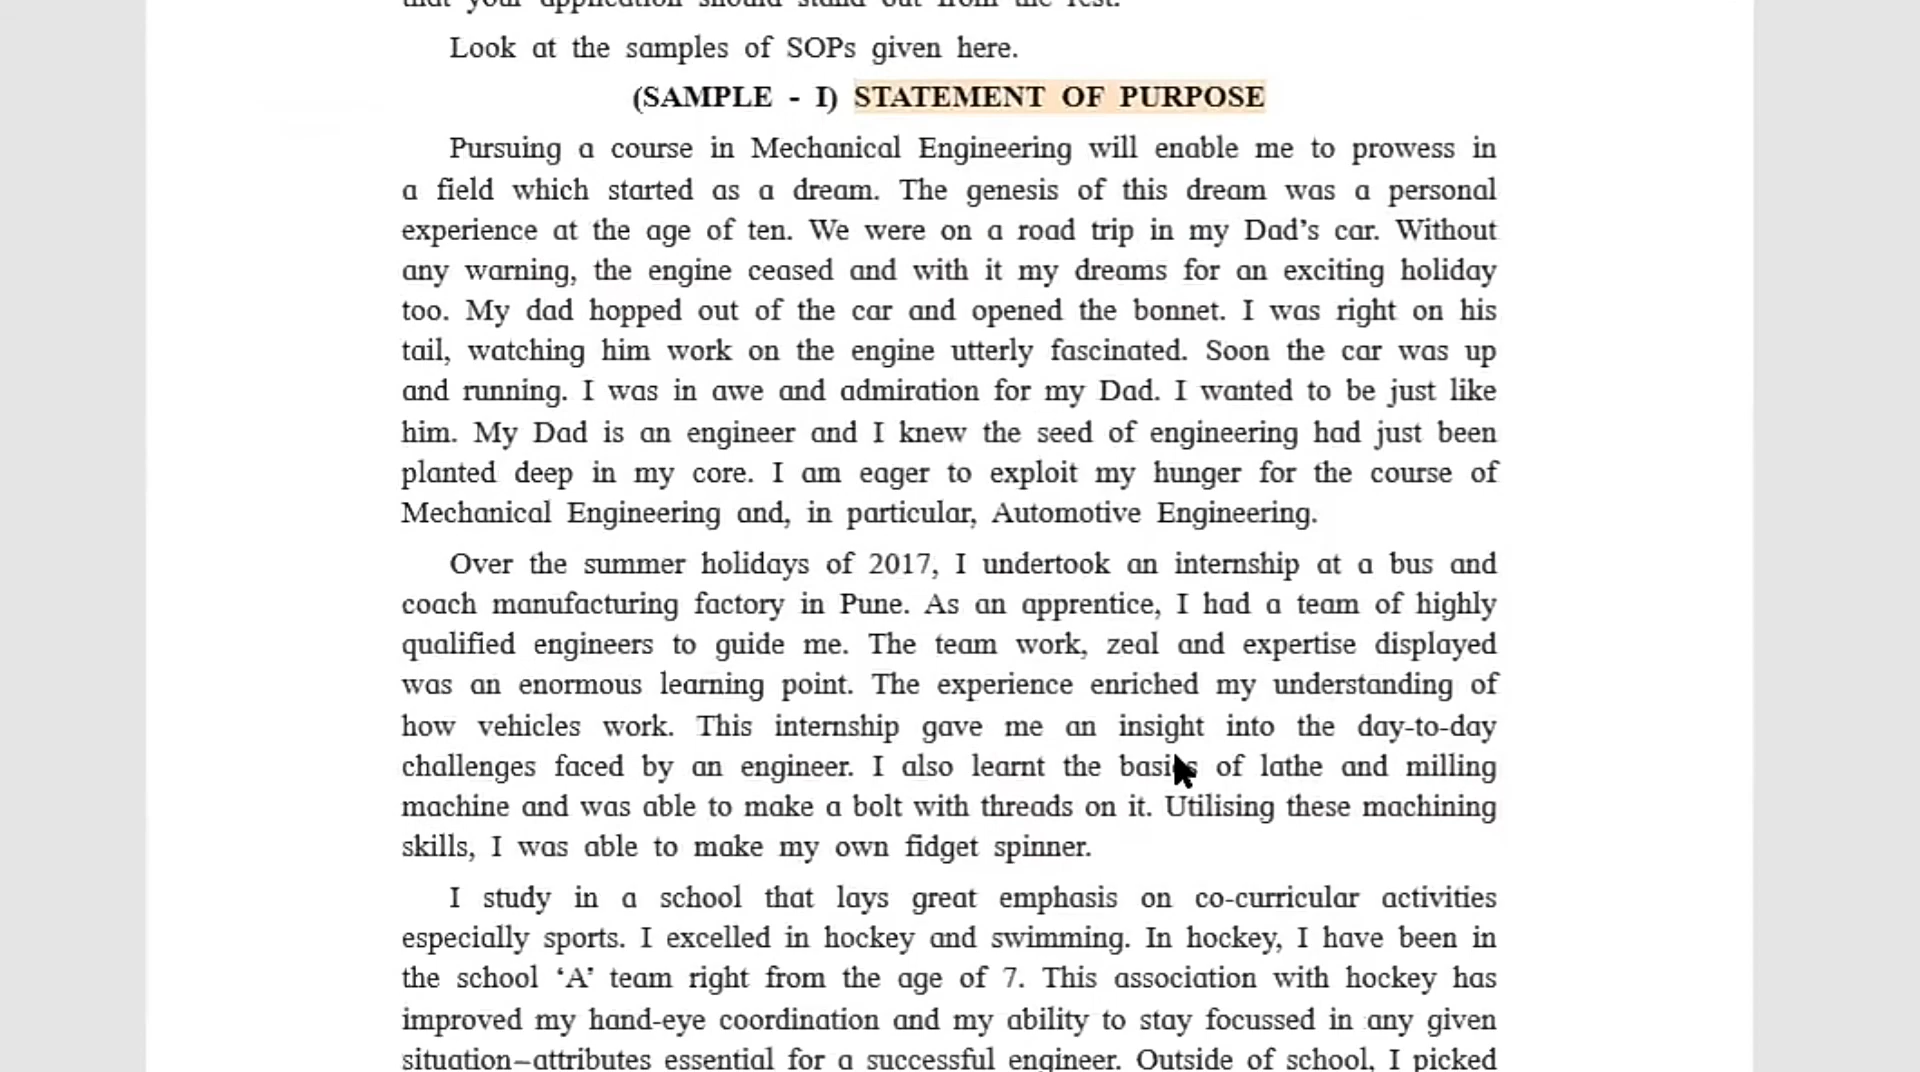 that your application should stand out from the rest.
Look at the samples of SOPs given here.
(SAMPLE - I) STATEMENT OF PURPOSE
Pursuing a course in Mechanical Engineering will enable me to prowess in
a field which started as a dream. The genesis of this dream was a personal
experience at the age of ten. We were on a road trip in my Dad's car. Without
any warning, the engine ceased and with it my dreams for an exciting holiday
too. My dad hopped out of the car and opened the bonnet. I was right on his
tail, watching him work on the engine utterly fascinated. Soon the car was up
and running. I was in awe and admiration for my Dad. I wanted to be just like
him. My Dad is an engineer and I knew the seed of engineering had just been
planted deep in my core. I am eager to exploit my hunger for the course of
Mechanical Engineering and, in particular, Automotive Engineering.
Over the summer holidays of 2017, I undertook an internship at a bus and
coach manufacturing factory in Pune. As an apprentice, I had a team of highly
qualified engineers to guide me. The team work, zeal and expertise displayed
was an enormous learning point. The experience enriched my understanding of
how vehicles work. This internship gave me an insight into the day-to-day
challenges faced by an engineer. I also learnt the basics of lathe and milling
machine and was able to make a bolt with threads on it. Utilising these machining
skills, I was able to make my own fidget spinner.
I study in a school that lays great emphasis on co-curricular activities
especially sports. I excelled in hockey and swimming. In hockey, I have been in
the school ‘A’ team right from the age of 7. This association with hockey has
improved my hand-eye coordination and my ability to stay focussed in any given
situation–attributes essential for a successful engineer. Outside of school, I picked